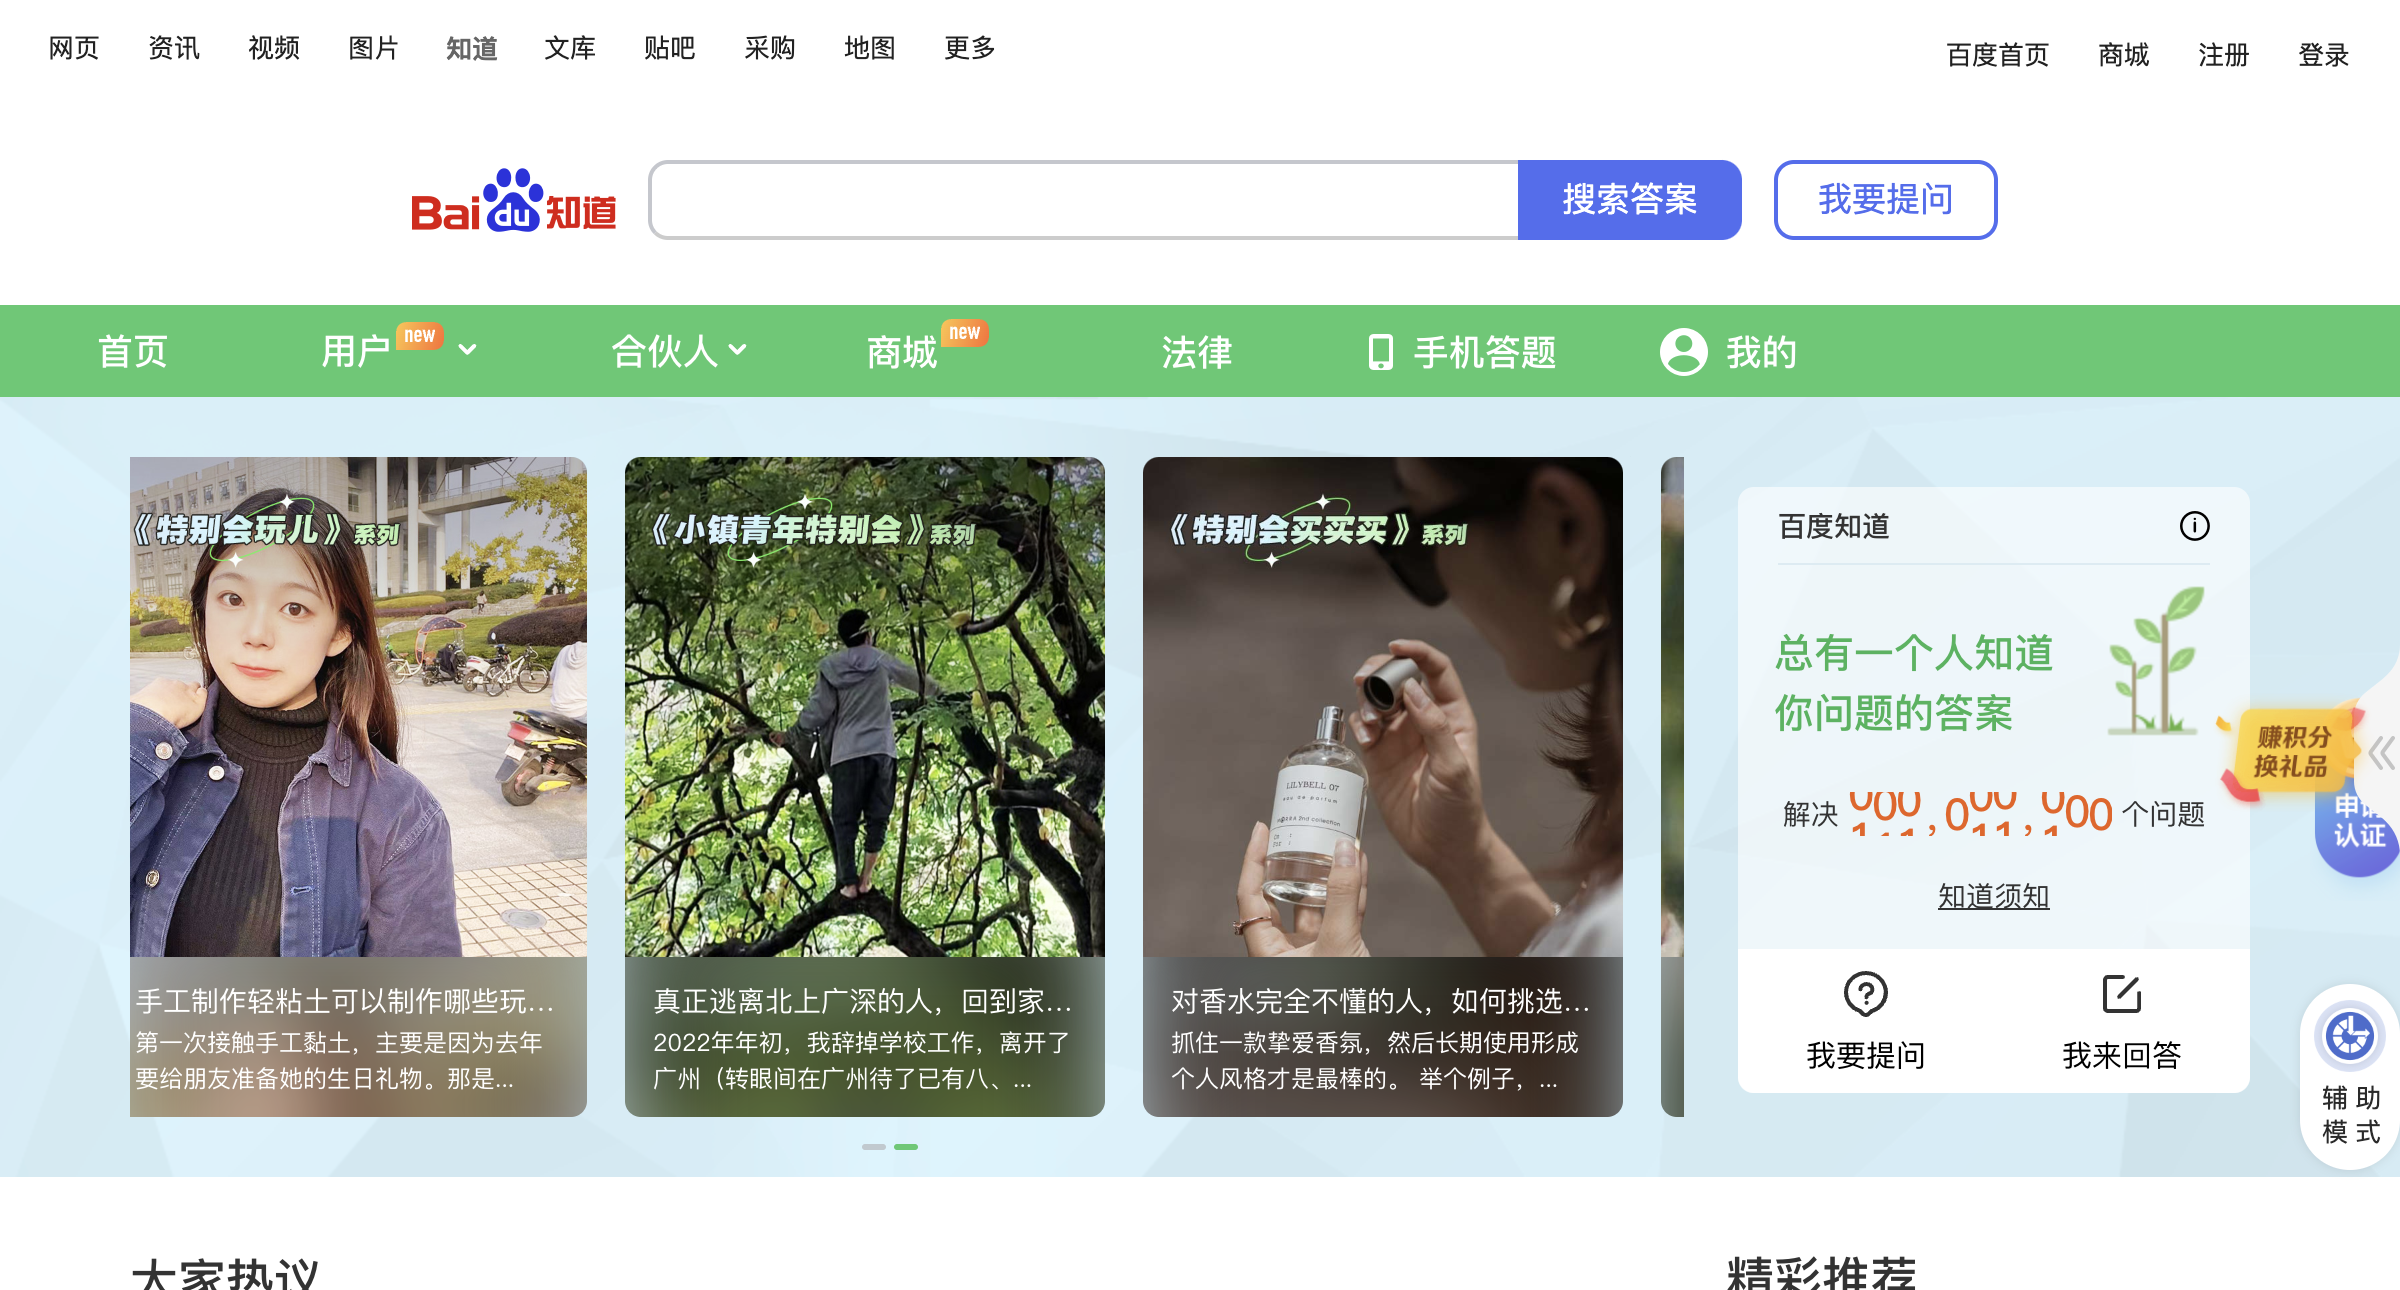 网页 资讯 视频 图片 知道 文库 贴吧 采购 地图 更多
百度首页 商城 注册 登录
Bai du 知道
搜索答案
我要提问
首页 用户 new 合伙人 商城 new 法律 手机答题 我的
《特别会玩儿》系列
手工制作轻粘土可以制作哪些玩...
第一次接触手工黏土，主要是因为去年
要给朋友准备她的生日礼物。那是...
《小镇青年特别会》系列
真正逃离北上广深的人，回到家...
2022年年初，我辞掉学校工作，离开了
广州（转眼间在广州待了已有八、...
《特别会买买买》系列
LILYBELL 07
eau de parfum
对香水完全不懂的人，如何挑选...
抓住一款挚爱香氛，然后长期使用形成
个人风格才是最棒的。 举个例子，...
百度知道
总有一个人知道
你问题的答案
解决 个问题
知道须知
我要提问
我来回答
赚积分
换礼品
申请
认证
辅助
模式
大家热议
精彩推荐